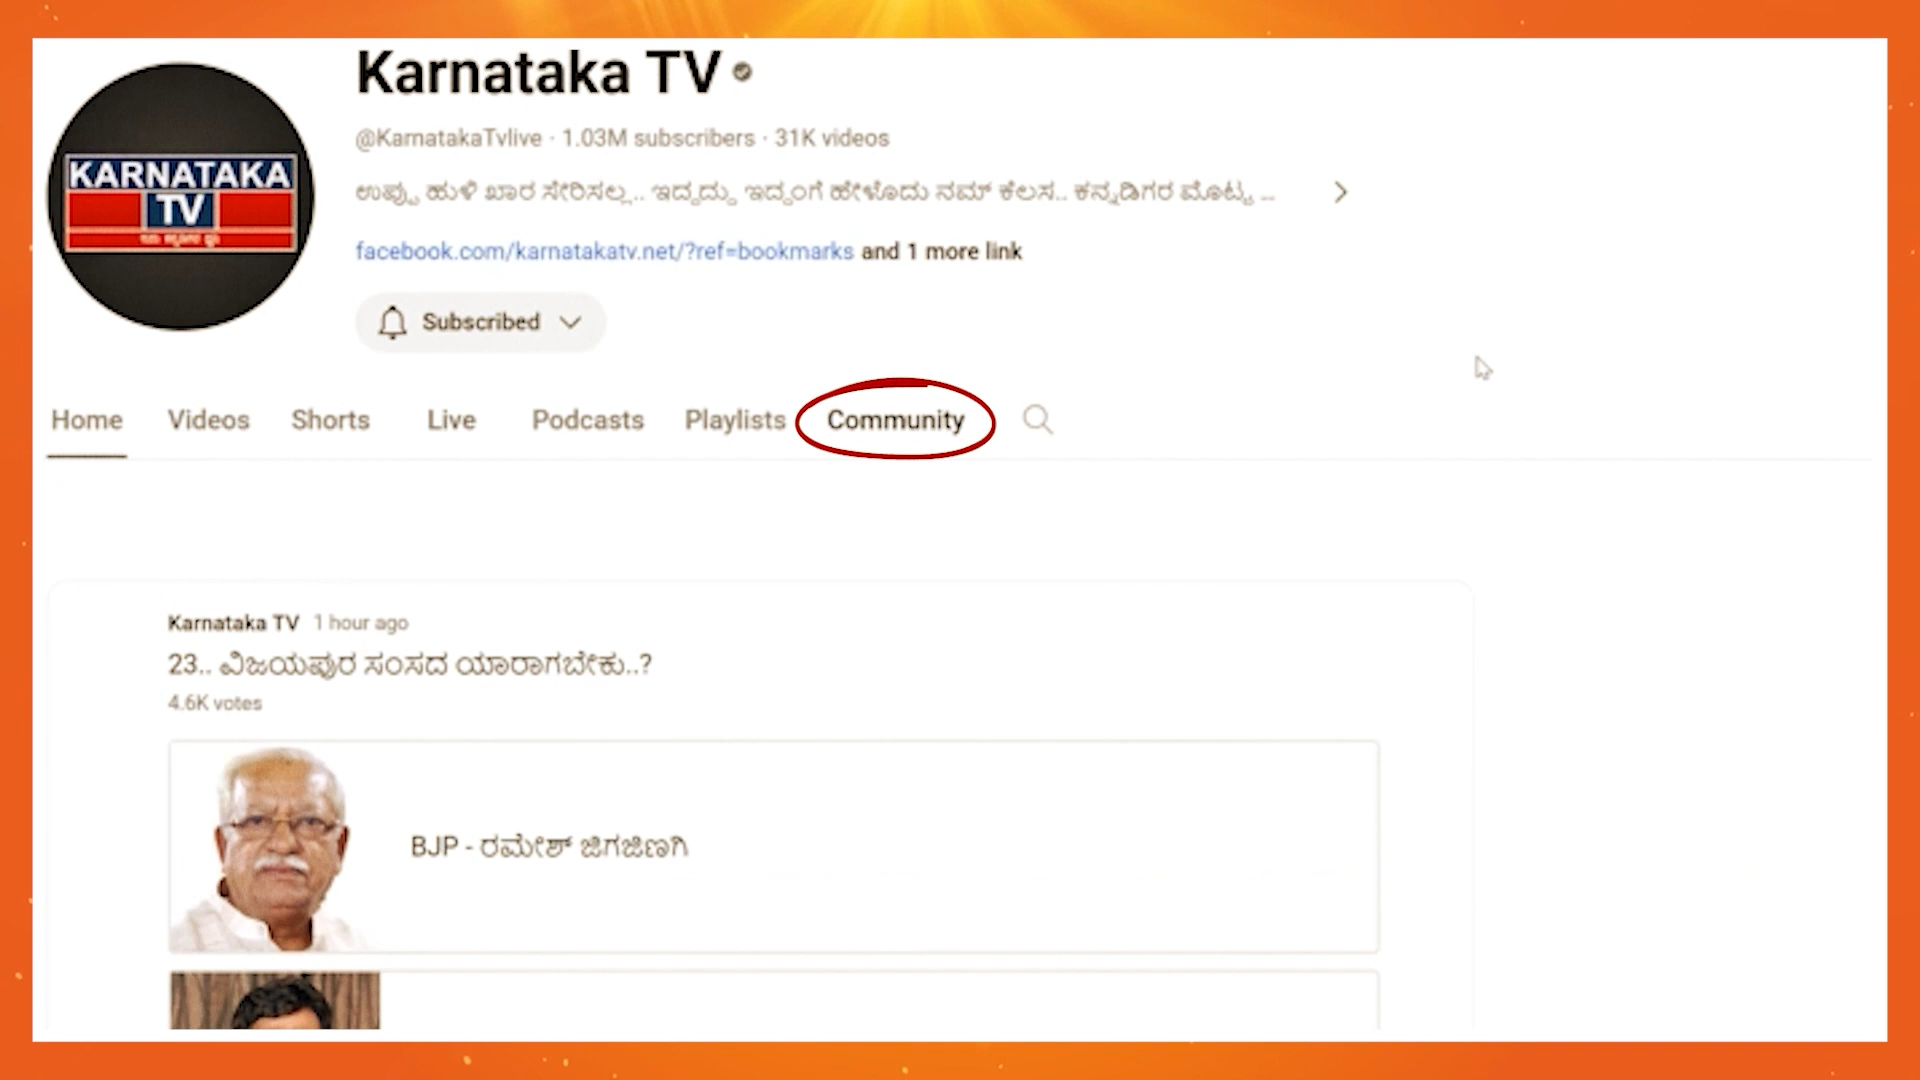 Karnataka TV
KARNATAKA
TV
@KarnatakaTvlive · 1.03M subscribers · 31K videos
ಉಪ್ಪು ಹುಳಿ ಖಾರ ಸೇರಿಸಲ್ಲ.. ಇದ್ದದ್ದು ಇದ್ದಂಗೆ ಹೇಳೊದು ನಮ್ ಕೆಲಸ.. ಕನ್ನಡಿಗರ ಮೊಟ್ಟ ...
facebook.com/karnatakatv.net/?ref=bookmarks and 1 more link
Subscribed
Home Videos Shorts Live Podcasts Playlists Community
Karnataka TV 1 hour ago
23.. ವಿಜಯಪುರ ಸಂಸದ ಯಾರಾಗಬೇಕು..?
4.6K votes
BJP - ರಮೇಶ್ ಜಿಗಜಿಣಗಿ